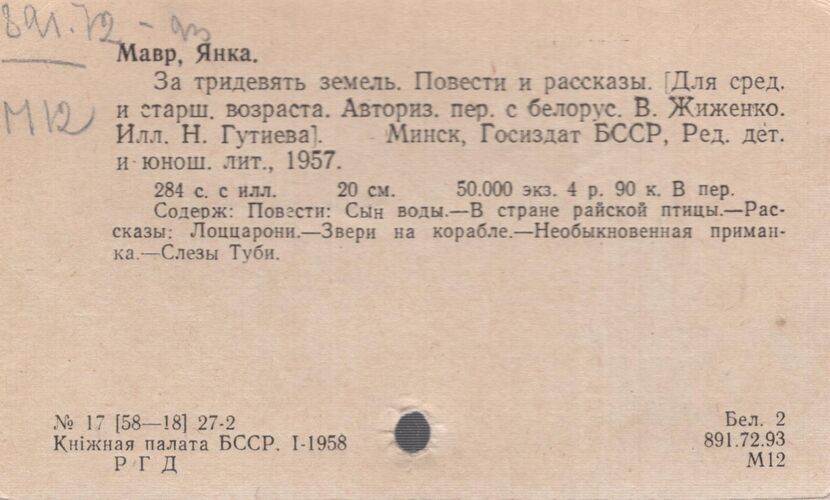 891.72-93
Мавр, Янка.
М12
За тридевять земель. Повести и рассказы. [Для сред.
и старш. возраста. Авториз. пер. с белорус. В. Жиженко.
Илл. Н. Гутиева]. Минск, Госиздат БССР, Ред. дет.
и юнош. лит., 1957.
284 с. с илл. 20 см. 50.000 экз. 4 р. 90 к. В пер.
Содерж: Повести: Сын воды.—В стране райской птицы.—Рас-
сказы: Лоццарони.—Звери на корабле.—Необыкновенная приман-
ка.—Слезы Туби.
№ 17 [58—18] 27-2
Кніжная палата БССР. I-1958
Р Г Д
Бел. 2
891.72.93
М12